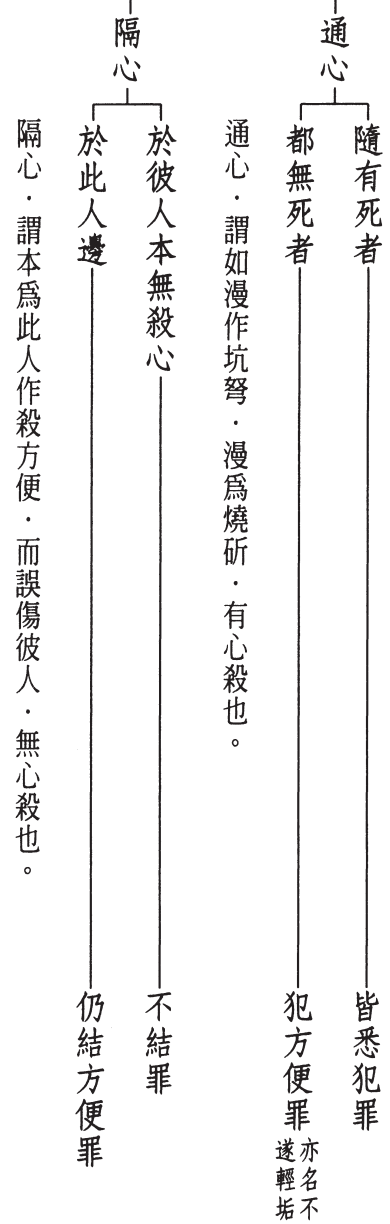 通心
隨有死者
皆悉犯罪
都無死者
犯方便罪
亦名不
遂輕垢
通心．謂如漫作坑弩．漫爲燒斫．有心殺也。
隔心
於彼人本無殺心
不結罪
於此人邊
仍結方便罪
隔心．謂本爲此人作殺方便．而誤傷彼人．無心殺也。